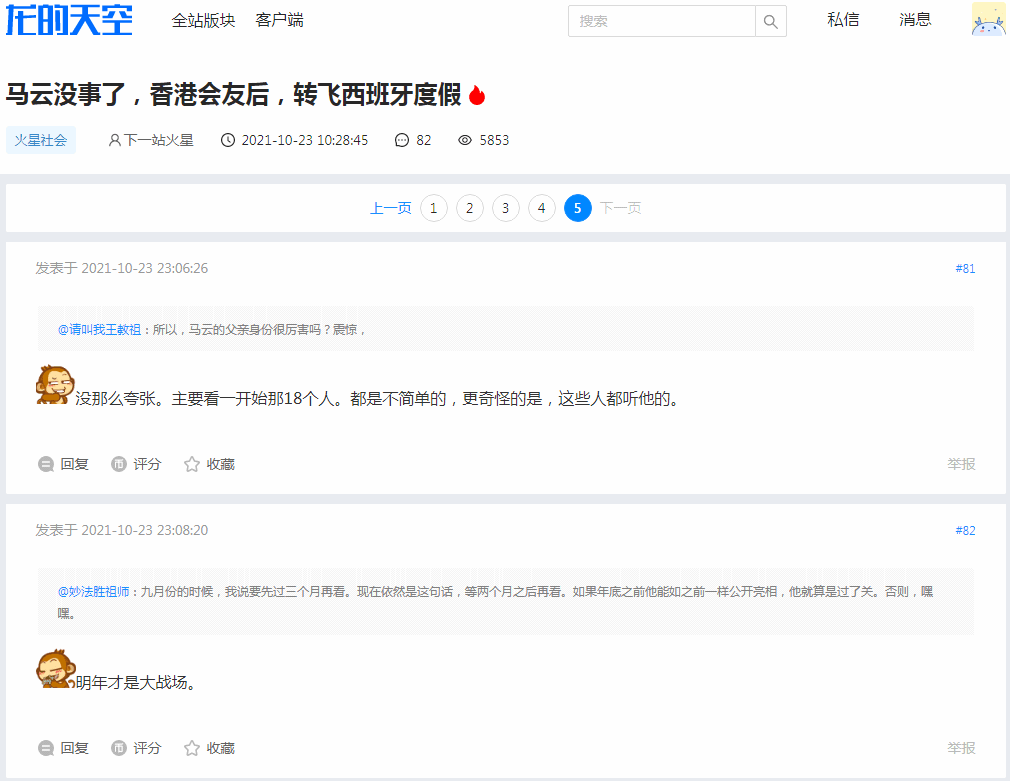 龙的天空 全站版块 客户端 搜索 私信 消息
马云没事了，香港会友后，转飞西班牙度假
火星社会 下一站火星 2021-10-23 10:28:45 82 5853
上一页 1 2 3 4 5 下一页
发表于 2021-10-23 23:06:26 #81
@请叫我王教祖：所以，马云的父亲身份很厉害吗？震惊，
没那么夸张。主要看一开始那18个人。都是不简单的，更奇怪的是，这些人都听他的。
回复 评分 收藏 举报
发表于 2021-10-23 23:08:20 #82
@妙法胜祖师：九月份的时候，我说要先过三个月再看。现在依然是这句话，等两个月之后再看。如果年底之前他能如之前一样公开亮相，他就算是过了关。否则，嘿
嘿。
明年才是大战场。
回复 评分 收藏 举报